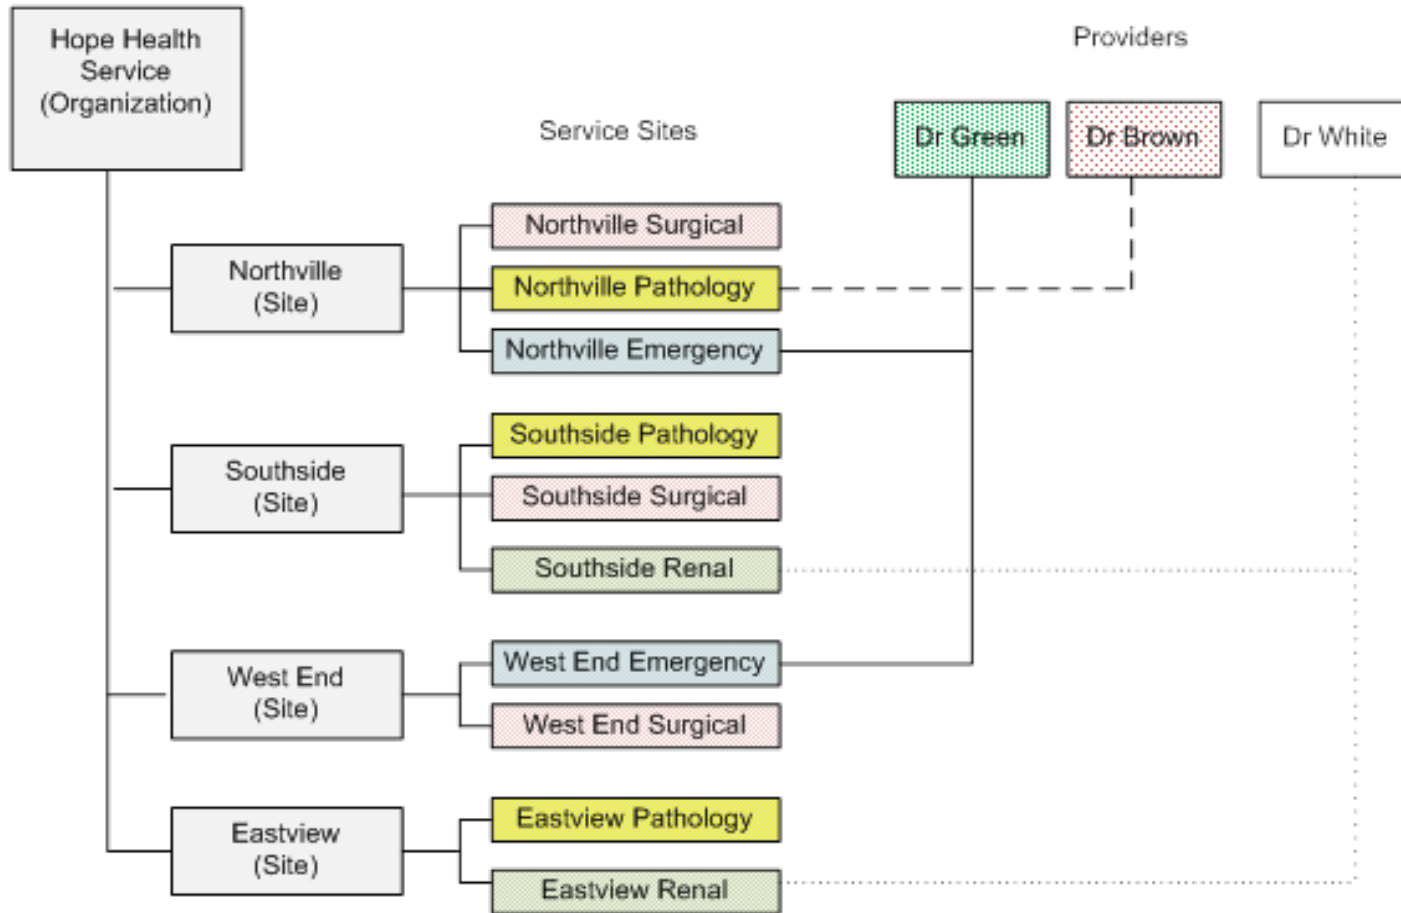 Hope Health
Service
(Organization)
Providers
Service Sites
Dr Green
Dr Brown
Dr White
Northville Surgical
Northville
(Site)
Northville Pathology
Northville Emergency
Southside Pathology
Southside
(Site)
Southside Surgical
Southside Renal
West End Emergency
West End
(Site)
West End Surgical
Eastview Pathology
Eastview
(Site)
Eastview Renal